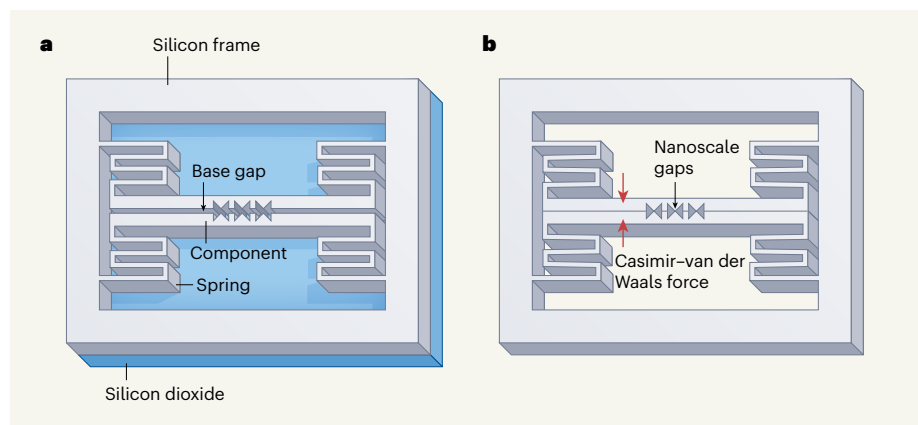 a
Silicon frame
Base gap
Component
Spring
Silicon dioxide
b
Nanoscale
gaps
Casimir–van der
Waals force